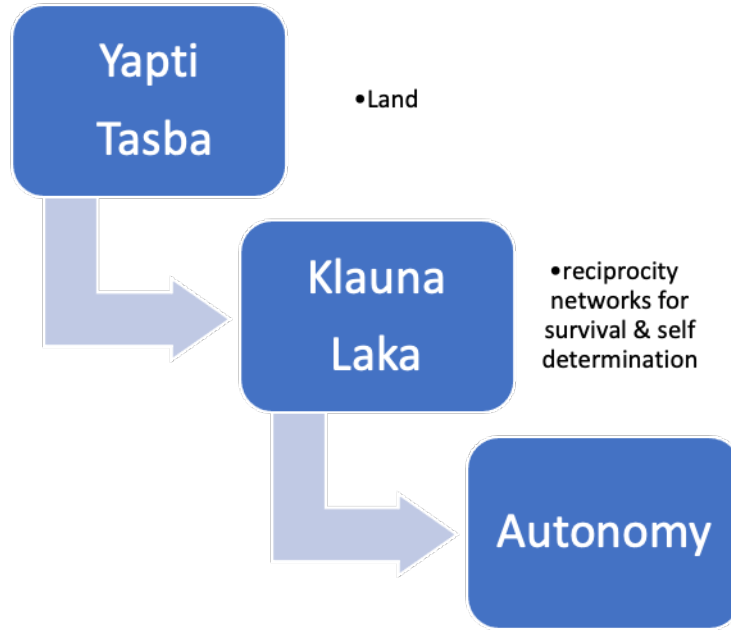 Yapti
Tasba
•Land
Klauna
Laka
•reciprocity
networks for
survival & self
determination
Autonomy